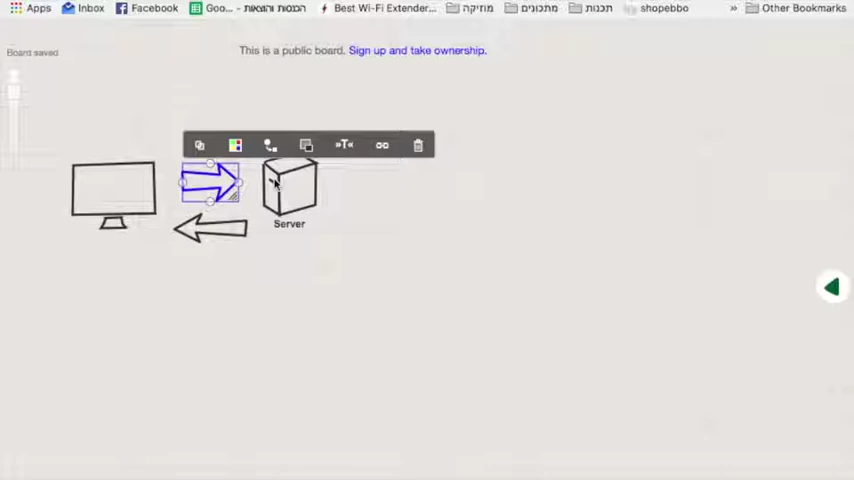 Apps Inbox Facebook Goo... - הכנסות והוצאות Best Wi-Fi Extender... מוזיקה מתכונים תכנות shopebbo » Other Bookmarks
Board saved
This is a public board. Sign up and take ownership.
»T«
Server